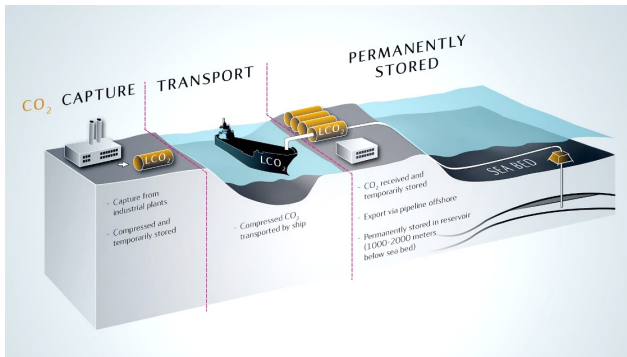 CO₂ CAPTURE
TRANSPORT
PERMANENTLY
STORED
LCO₂
LCO
LCO₂
SEA BED
- Capture from
industrial plants
- Compressed and
temporarily stored
- Compressed CO₂
transported by ship
- CO₂ received and
temporarily stored
- Export via pipeline offshore
- Permanently stored in reservoir
(1000-2000 meters
below sea bed)